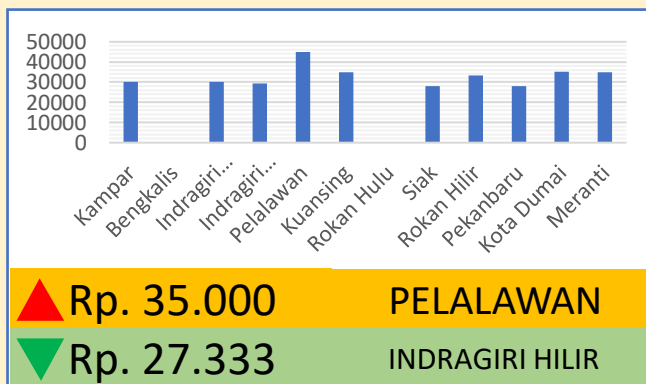 50000
40000
30000
20000
10000
0
Kampar
Bengkalis
Indragiri...
Indragiri...
Pelalawan
Kuansing
Rokan Hulu
Siak
Rokan Hilir
Pekanbaru
Kota Dumai
Meranti
Rp. 35.000 PELALAWAN
Rp. 27.333 INDRAGIRI HILIR